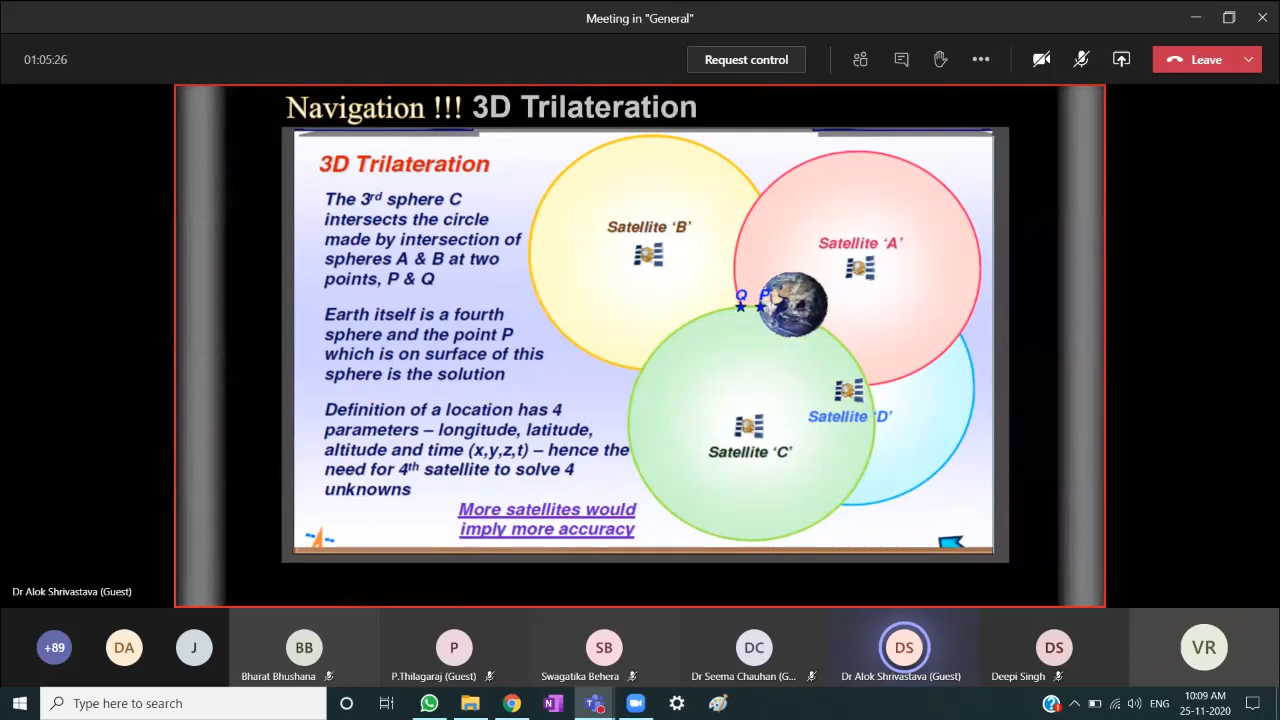 Meeting in "General"
01:05:26
Request control
Leave
Navigation !!! 3D Trilateration
3D Trilateration
The 3rd sphere C
intersects the circle
made by intersection of
spheres A & B at two
points, P & Q
Earth itself is a fourth
sphere and the point P
which is on surface of this
sphere is the solution
Definition of a location has 4
parameters – longitude, latitude,
altitude and time (x,y,z,t) – hence the
need for 4th satellite to solve 4
unknowns
More satellites would
imply more accuracy
Satellite 'B'
Satellite 'A'
Q P
Satellite 'D'
Satellite 'C'
Dr Alok Shrivastava (Guest)
+89
DA
J
BB
Bharat Bhushana
P
P.Thilagaraj (Guest)
SB
Swagatika Behera
DC
Dr Seema Chauhan (G...
DS
Dr Alok Shrivastava (Guest)
DS
Deepi Singh
VR
Type here to search
ENG
10:09 AM
25-11-2020